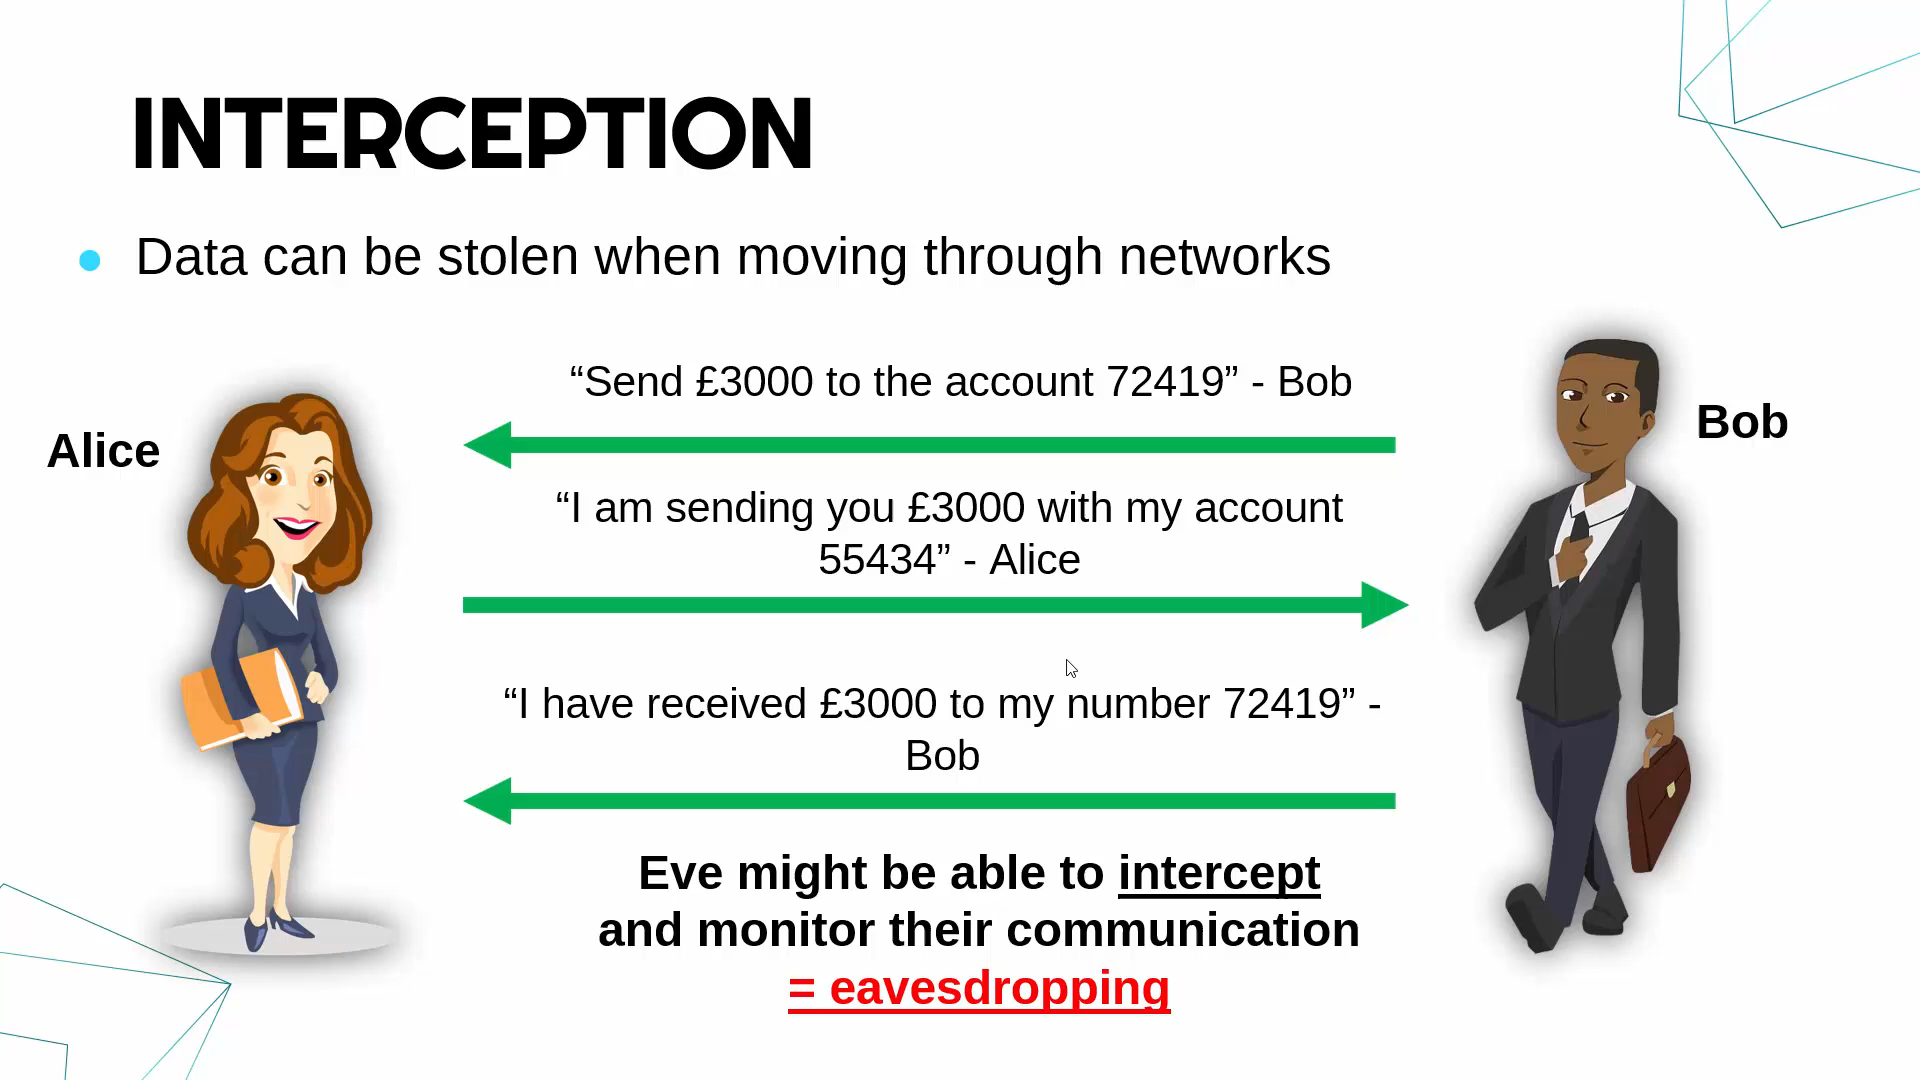 INTERCEPTION
Data can be stolen when moving through networks
“Send £3000 to the account 72419” - Bob
Alice
Bob
“I am sending you £3000 with my account
55434” - Alice
“I have received £3000 to my number 72419” -
Bob
Eve might be able to intercept
and monitor their communication
= eavesdropping